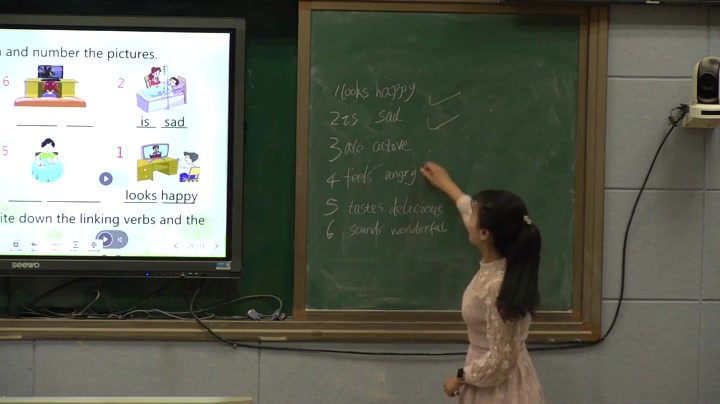 and number the pictures.
6
2
is sad
5
1
looks happy
ite down the linking verbs and the
seewo
1 looks happy
2 is sad
3 are active
4 feels angry
5 tastes delicious
6 sounds wonderful